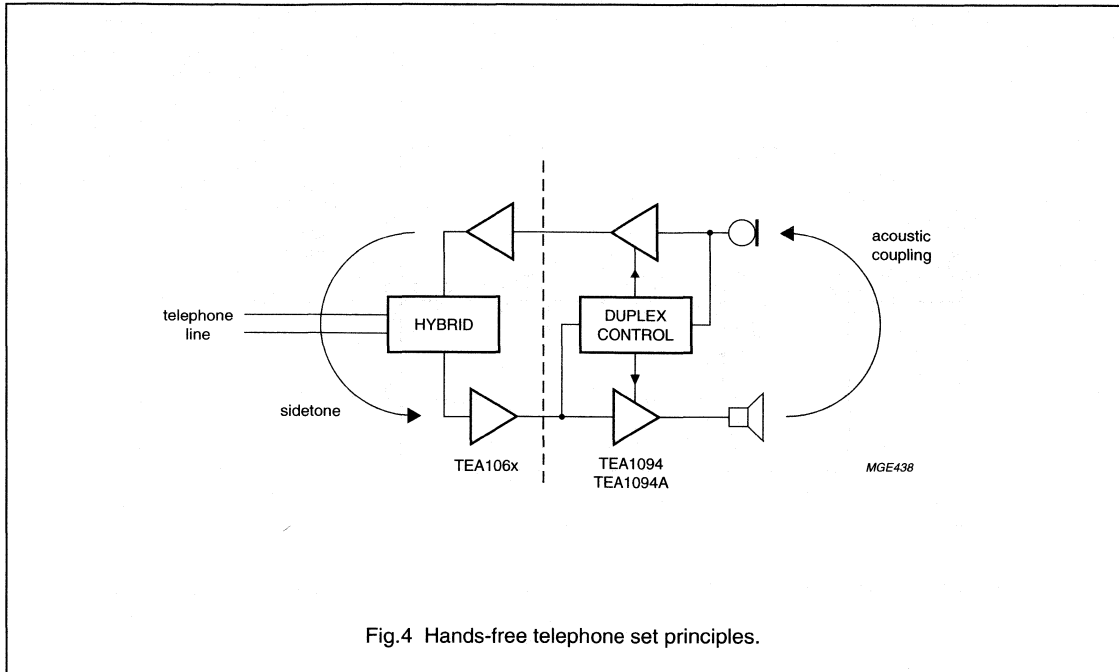 acoustic
coupling
telephone
line
HYBRID
DUPLEX
CONTROL
sidetone
TEA106x
TEA1094
TEA1094A
MGE438
Fig.4 Hands-free telephone set principles.